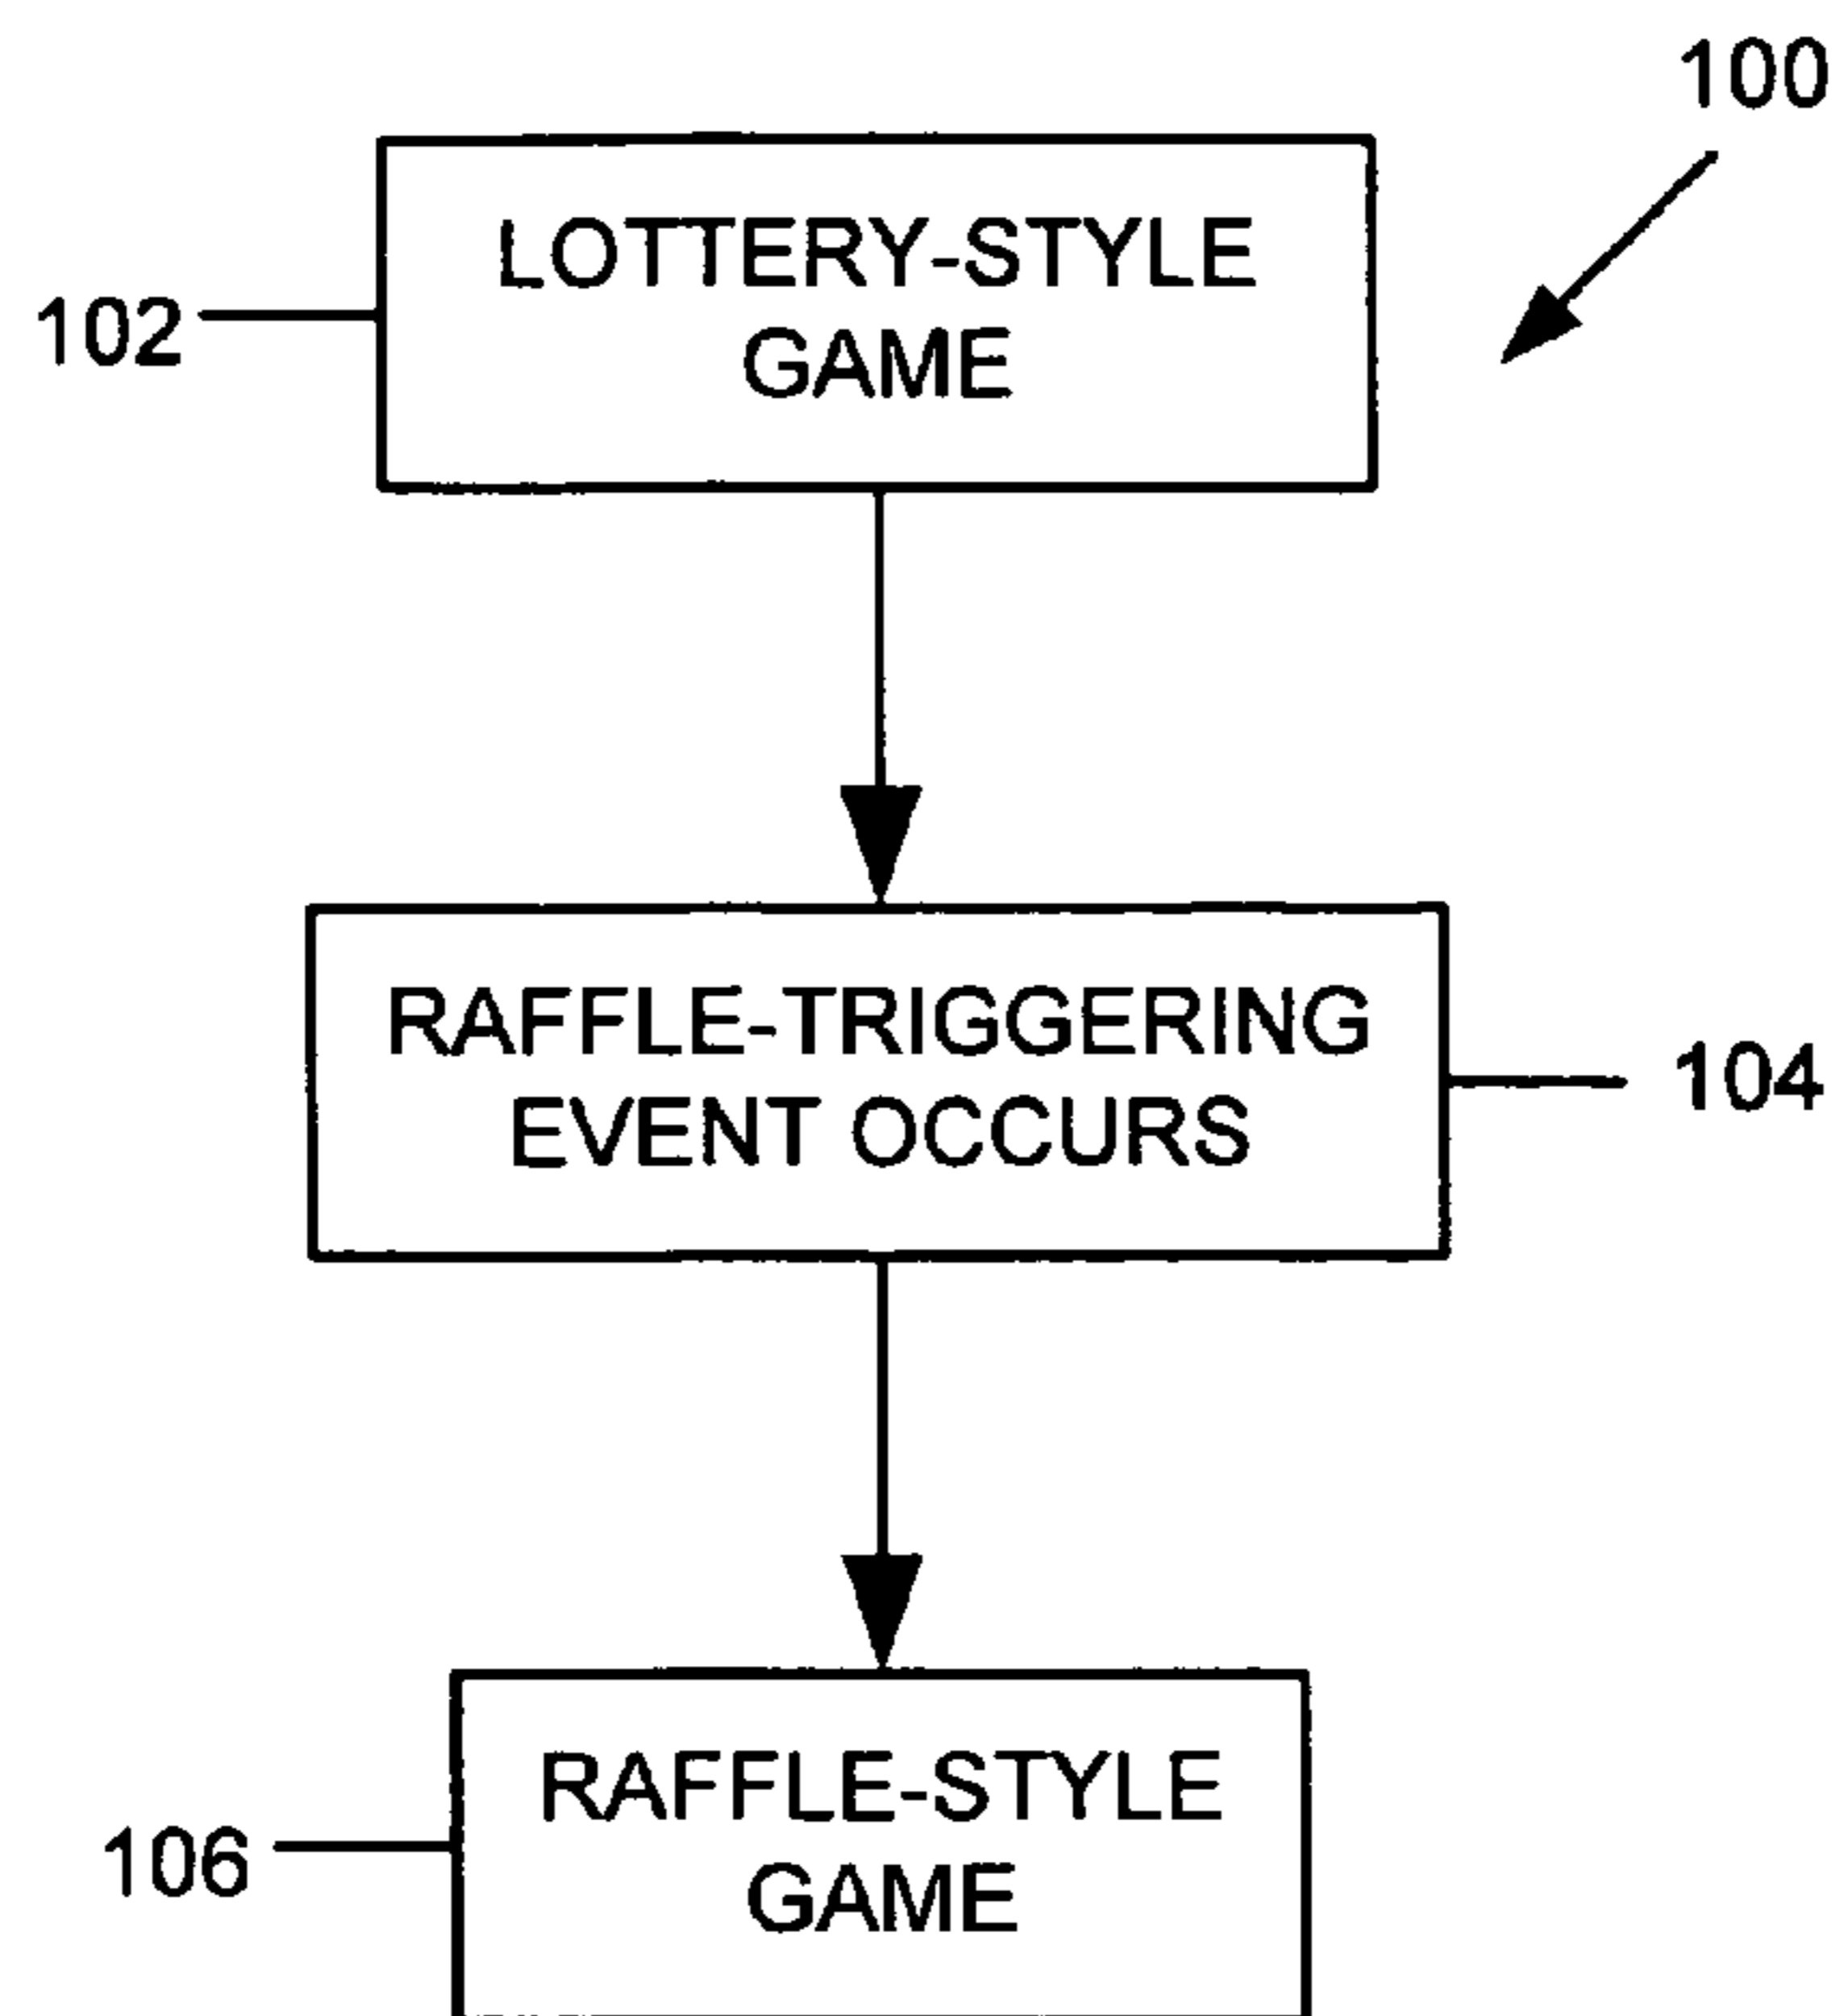 100
LOTTERY-STYLE
GAME
102
RAFFLE-TRIGGERING
EVENT OCCURS
104
RAFFLE-STYLE
GAME
106